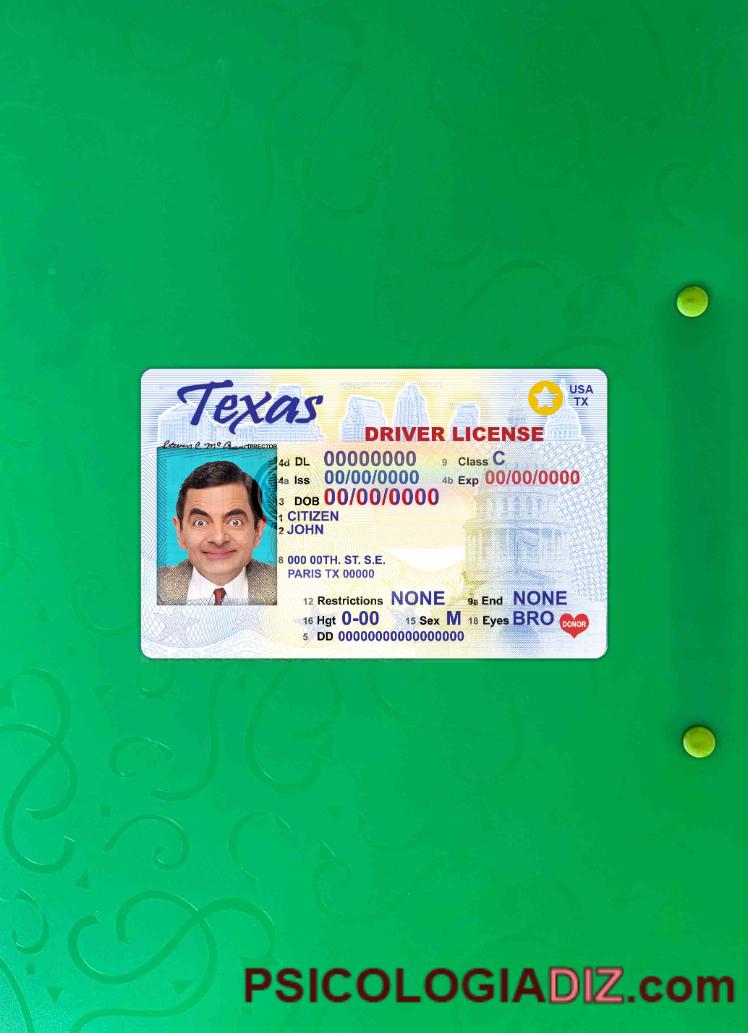 Texas
USA
TX
DRIVER LICENSE
DIRECTOR
4d DL 00000000 9 Class C
4a Iss 00/00/0000 4b Exp 00/00/0000
3 DOB 00/00/0000
1 CITIZEN
2 JOHN
8 000 00TH. ST. S.E.
PARIS TX 00000
12 Restrictions NONE 9a End NONE
16 Hgt 0-00 15 Sex M 18 Eyes BRO
DONOR
5 DD 00000000000000000
PSICOLOGIADIZ.com